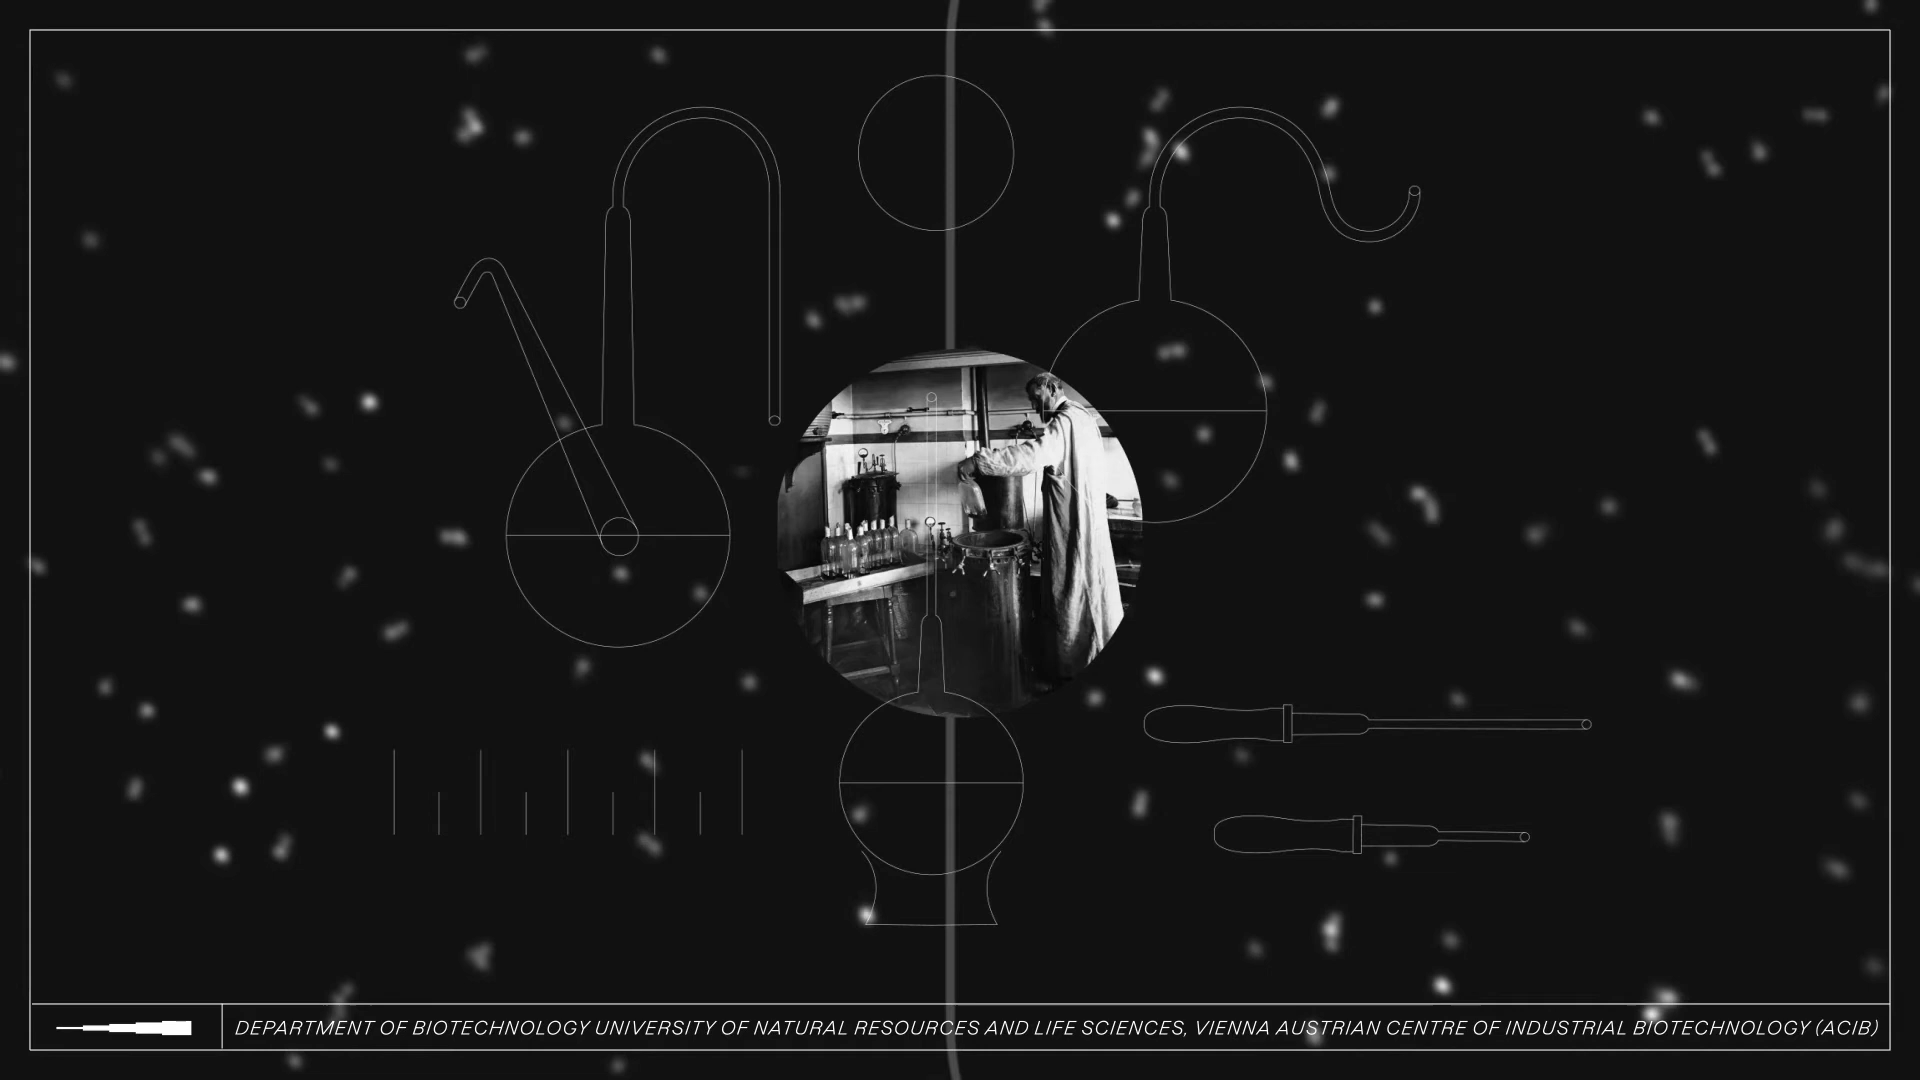 DEPARTMENT OF BIOTECHNOLOGY UNIVERSITY OF NATURAL RESOURCES AND LIFE SCIENCES, VIENNA AUSTRIAN CENTRE OF INDUSTRIAL BIOTECHNOLOGY (ACIB)